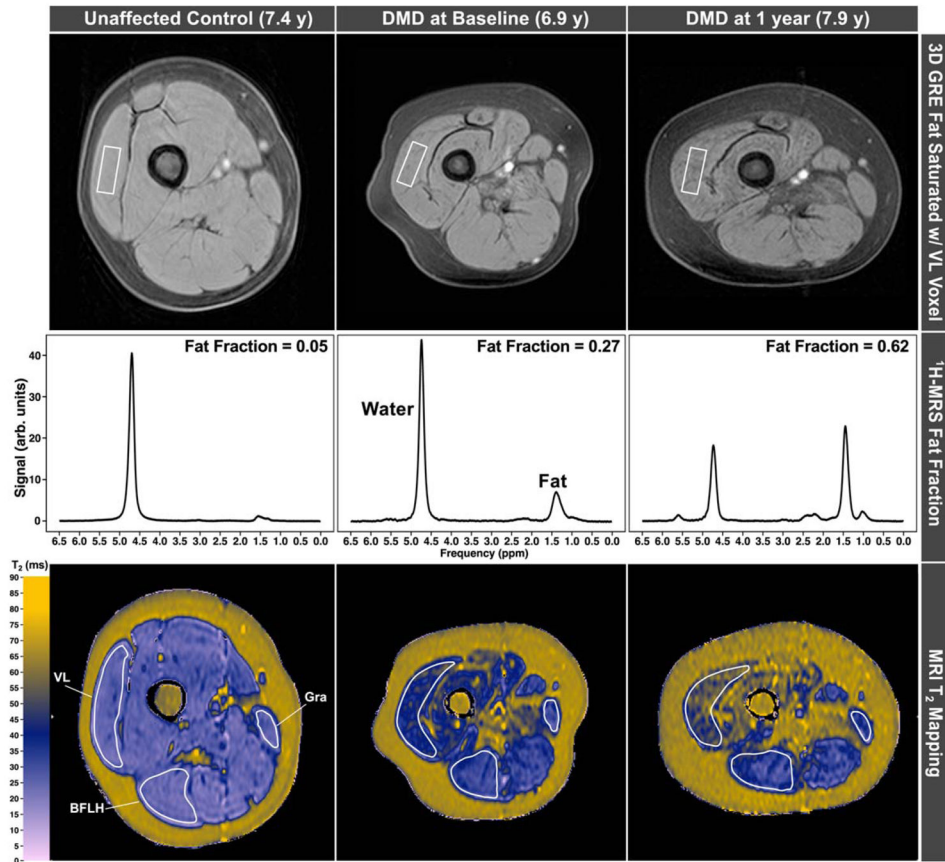 Unaffected Control (7.4 y)
DMD at Baseline (6.9 y)
DMD at 1 year (7.9 y)
3D GRE Fat Saturated w/ VL Voxel
Fat Fraction = 0.05
Fat Fraction = 0.27
Fat Fraction = 0.62
¹H-MRS Fat Fraction
Signal (arb. units)
40
30
20
10
0
Water
Fat
6.5 6.0 5.5 5.0 4.5 4.0 3.5 3.0 2.5 2.0 1.5 1.0 0.5 0.0
6.5 6.0 5.5 5.0 4.5 4.0 3.5 3.0 2.5 2.0 1.5 1.0 0.5 0.0
6.5 6.0 5.5 5.0 4.5 4.0 3.5 3.0 2.5 2.0 1.5 1.0 0.5 0.0
Frequency (ppm)
T₂ (ms)
90
85
80
75
70
65
60
55
50
45
40
35
30
25
20
15
10
5
0
VL
Gra
BFLH
MRI T₂ Mapping